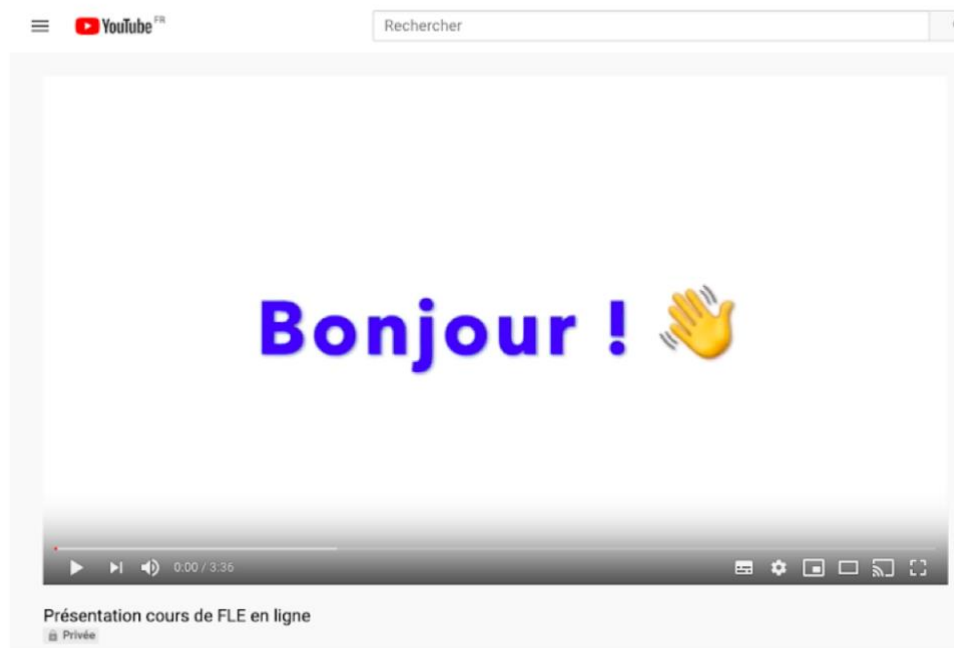 YouTube FR
Rechercher
Bonjour !
0:00 / 3:36
Présentation cours de FLE en ligne
Privée